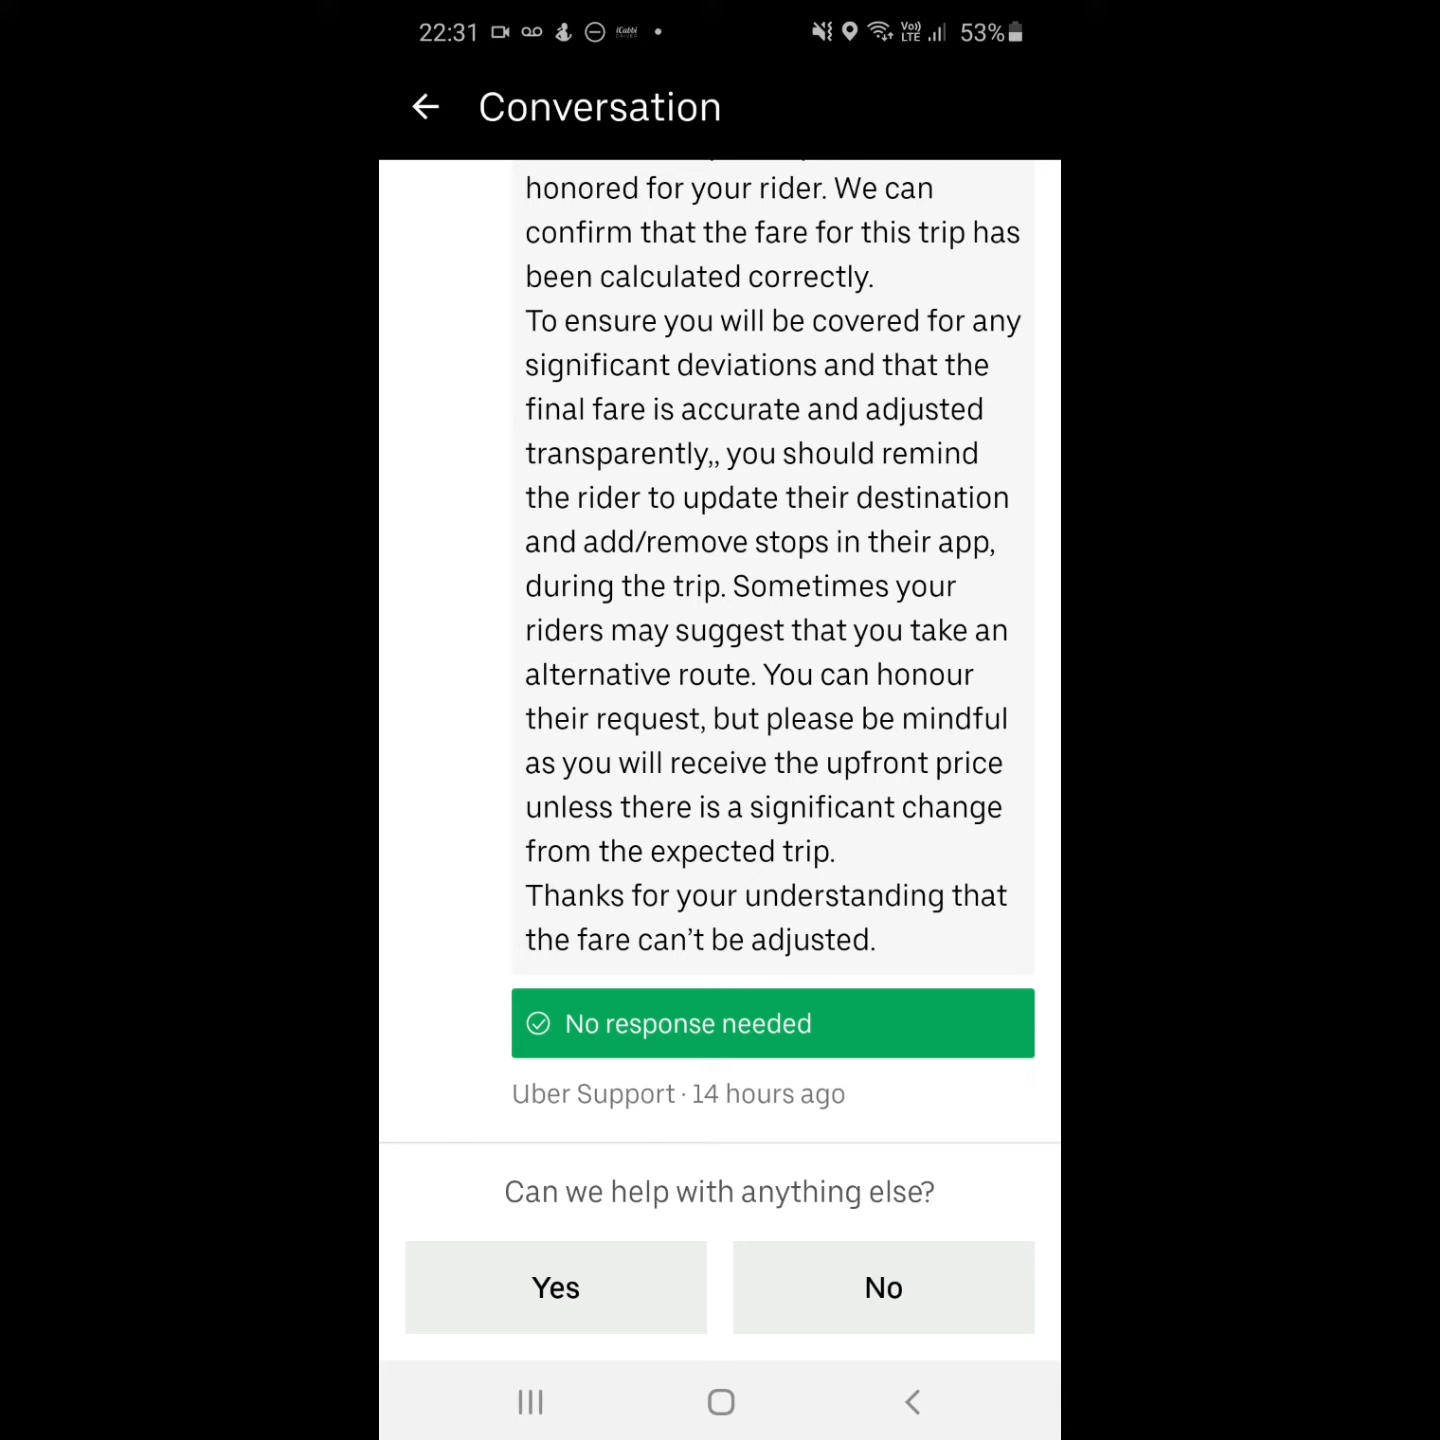 22:31
53%
Conversation
honored for your rider. We can
confirm that the fare for this trip has
been calculated correctly.
To ensure you will be covered for any
significant deviations and that the
final fare is accurate and adjusted
transparently,, you should remind
the rider to update their destination
and add/remove stops in their app,
during the trip. Sometimes your
riders may suggest that you take an
alternative route. You can honour
their request, but please be mindful
as you will receive the upfront price
unless there is a significant change
from the expected trip.
Thanks for your understanding that
the fare can’t be adjusted.
No response needed
Uber Support · 14 hours ago
Can we help with anything else?
Yes
No